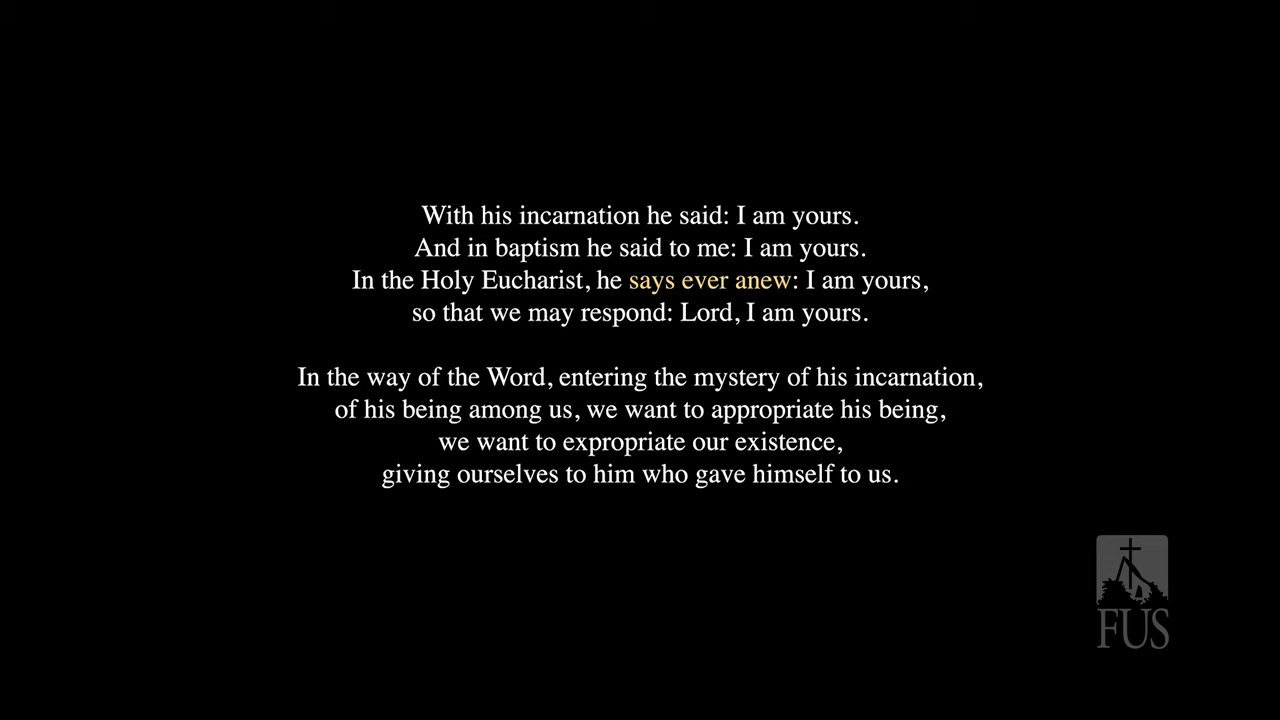 With his incarnation he said: I am yours.
And in baptism he said to me: I am yours.
In the Holy Eucharist, he says ever anew: I am yours,
so that we may respond: Lord, I am yours.
In the way of the Word, entering the mystery of his incarnation,
of his being among us, we want to appropriate his being,
we want to expropriate our existence,
giving ourselves to him who gave himself to us.
FUS